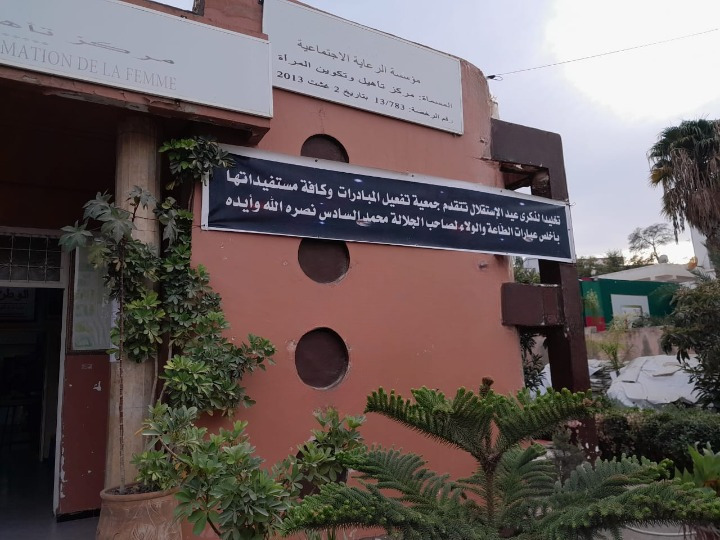 مركز تأهيل
MATION DE LA FEMME
مؤسسة الرعاية الاجتماعية
المسماة: مركز تأهيل وتكوين المرأة
رقم الرخصة: 13/783 بتاريخ 2 غشت 2013
تخليدا لذكرى عيد الإستقلال تتقدم جمعية تفعيل المبادرات وكافة مستفيداتها
بأخلص عبارات الطاعة والولاء لصاحب الجلالة محمد السادس نصره الله وأيده